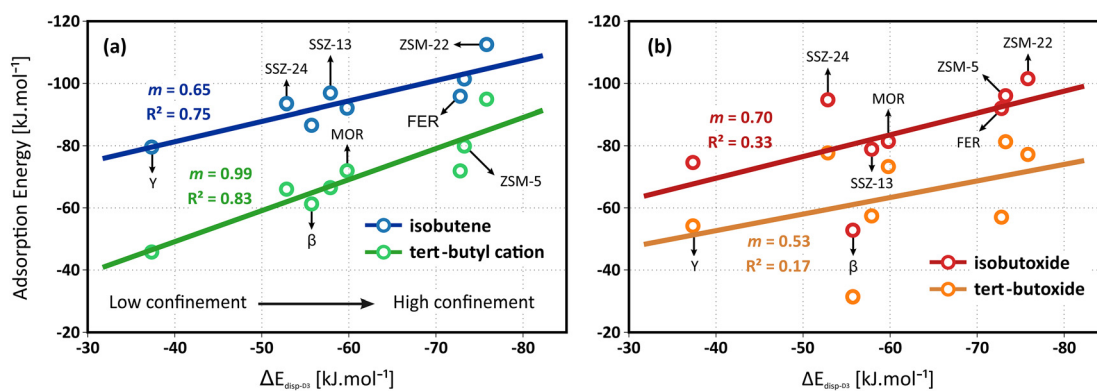 Adsorption Energy [kJ.mol⁻¹]
-120
-100
-80
-60
-40
-20
(a)
ZSM-22
SSZ-13
SSZ-24
m = 0.65
R² = 0.75
FER
MOR
Y
m = 0.99
R² = 0.83
ZSM-5
β
isobutene
tert-butyl cation
Low confinement
High confinement
-30
-40
-50
-60
-70
-80
ΔE disp-D3 [kJ.mol⁻¹]
-120
-100
-80
-60
-40
-20
(b)
ZSM-22
SSZ-24
ZSM-5
MOR
m = 0.70
R² = 0.33
FER
SSZ-13
Y
m = 0.53
R² = 0.17
β
isobutoxide
tert-butoxide
-30
-40
-50
-60
-70
-80
ΔE disp-D3 [kJ.mol⁻¹]